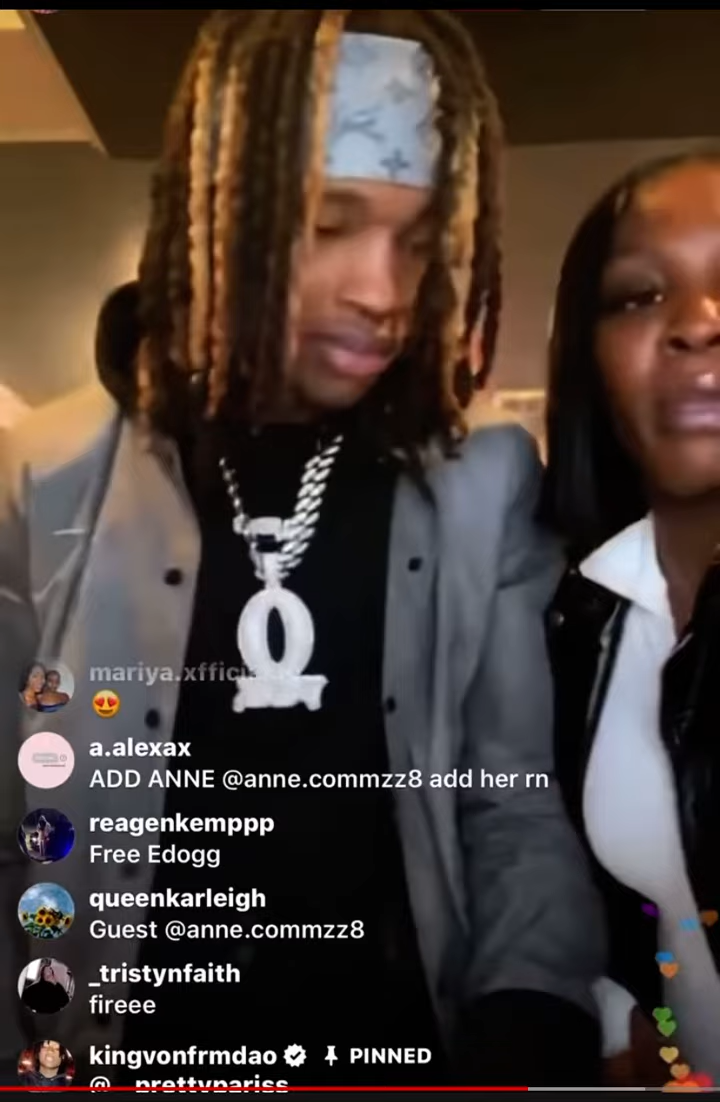 mariya.xffici
😍
a.alexax
ADD ANNE @anne.commzz8 add her rn
reagenkemppp
Free Edogg
queenkarleigh
Guest @anne.commzz8
_tristynfaith
fireee
kingvonfrmdao PINNED
@__prettypariss